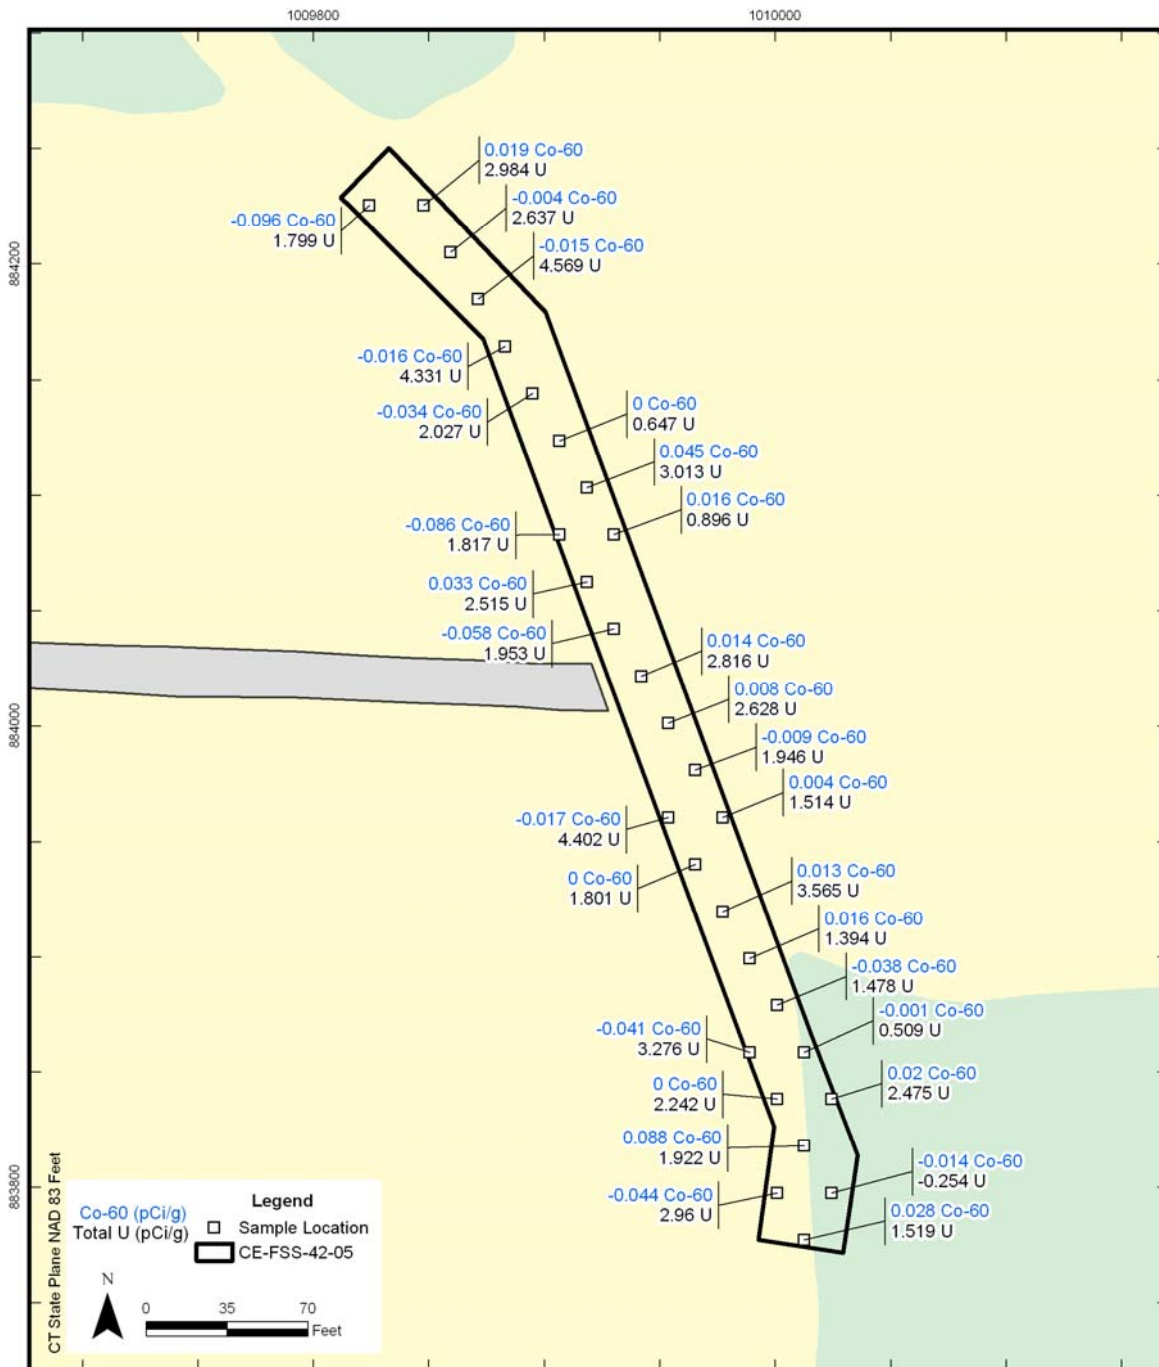 1009800
1010000
0.019 Co-60
2.984 U
-0.004 Co-60
2.637 U
-0.096 Co-60
1.799 U
-0.015 Co-60
4.569 U
884200
-0.016 Co-60
4.331 U
-0.034 Co-60
2.027 U
0 Co-60
0.647 U
0.045 Co-60
3.013 U
0.016 Co-60
0.896 U
-0.086 Co-60
1.817 U
0.033 Co-60
2.515 U
-0.058 Co-60
1.953 U
0.014 Co-60
2.816 U
0.008 Co-60
2.628 U
884000
-0.009 Co-60
1.946 U
0.004 Co-60
1.514 U
-0.017 Co-60
4.402 U
0 Co-60
1.801 U
0.013 Co-60
3.565 U
0.016 Co-60
1.394 U
-0.038 Co-60
1.478 U
-0.001 Co-60
0.509 U
-0.041 Co-60
3.276 U
0.02 Co-60
2.475 U
0 Co-60
2.242 U
0.088 Co-60
1.922 U
-0.014 Co-60
-0.254 U
-0.044 Co-60
2.96 U
0.028 Co-60
1.519 U
883800
CT State Plane NAD 83 Feet
Legend
Co-60 (pCi/g)
Total U (pCi/g)
Sample Location
CE-FSS-42-05
N
0 35 70
Feet